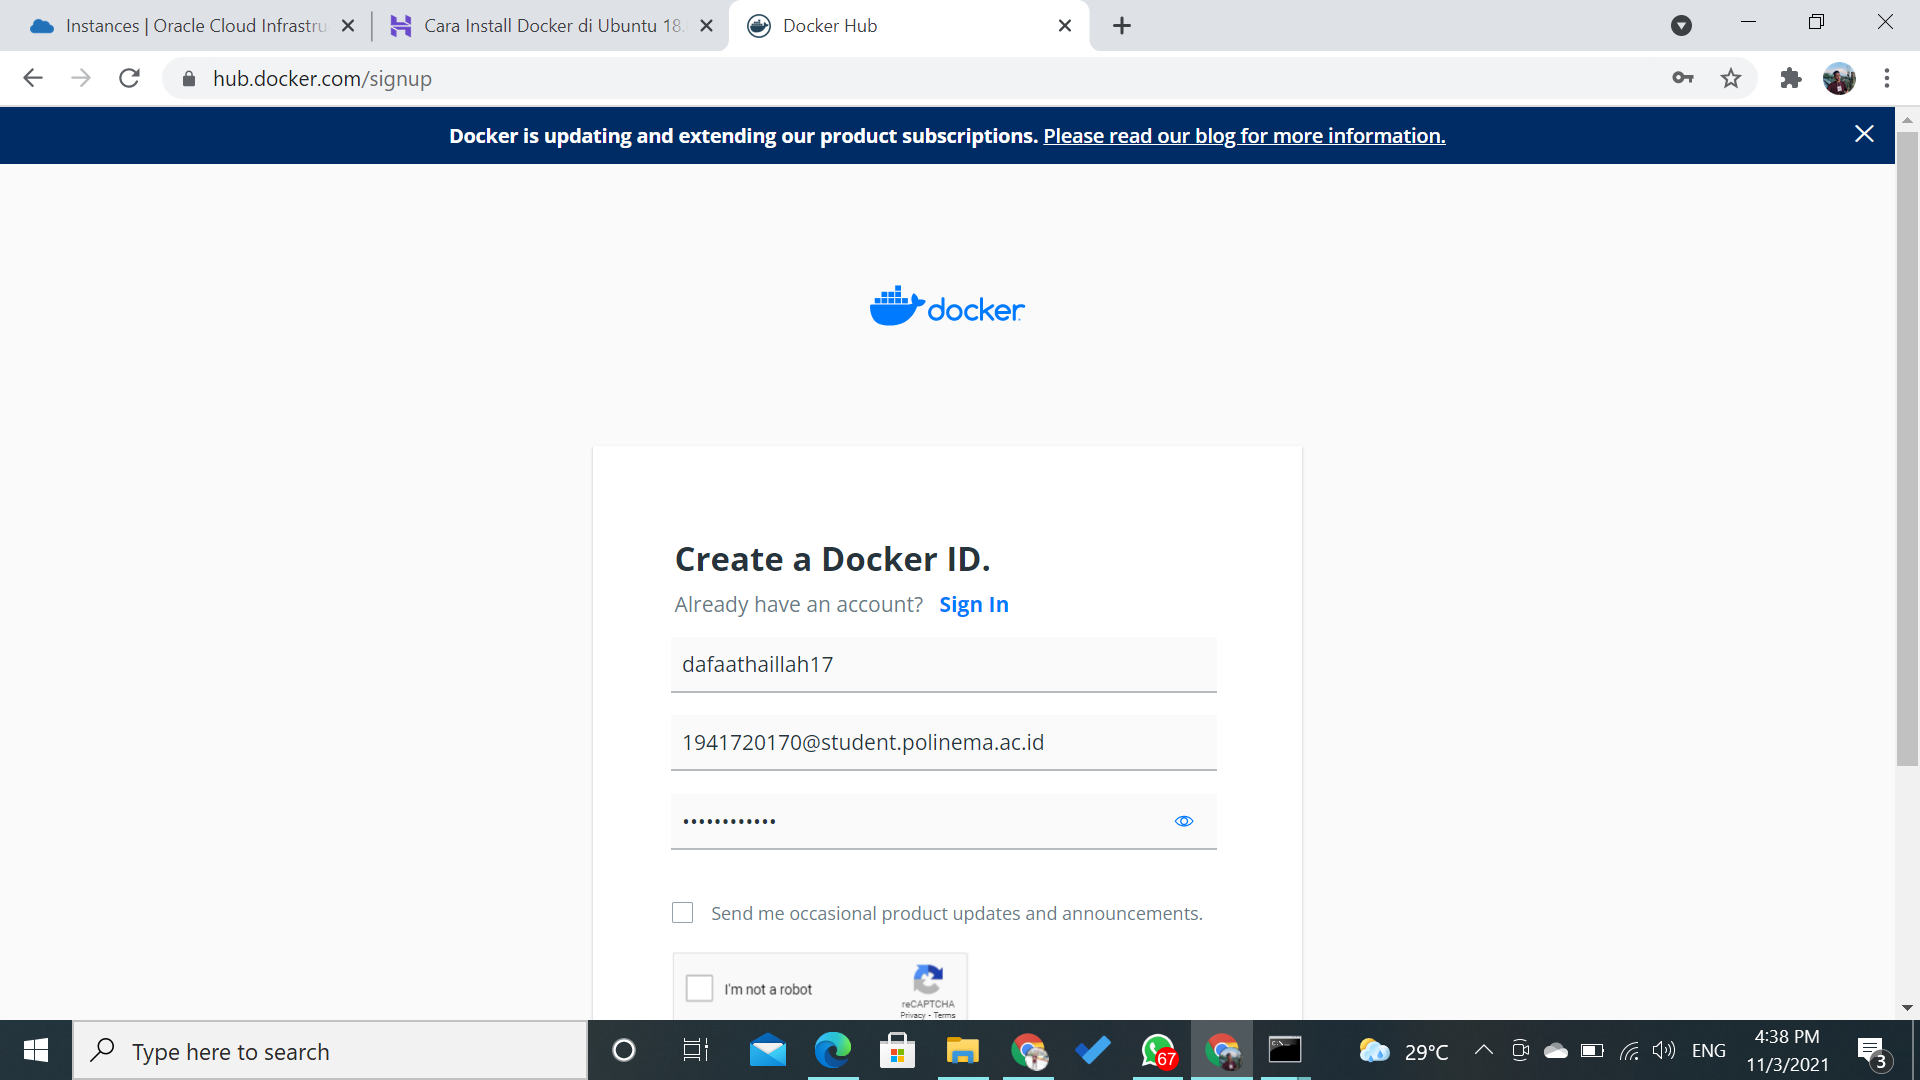 Instances | Oracle Cloud Infrastru
Cara Install Docker di Ubuntu 18.
Docker Hub
hub.docker.com/signup
Docker is updating and extending our product subscriptions. Please read our blog for more information.
docker
Create a Docker ID.
Already have an account? Sign In
dafaathaillah17
1941720170@student.polinema.ac.id
••••••••••••
Send me occasional product updates and announcements.
I'm not a robot
reCAPTCHA
Privacy - Terms
Type here to search
67
29°C
ENG
4:38 PM
11/3/2021
3